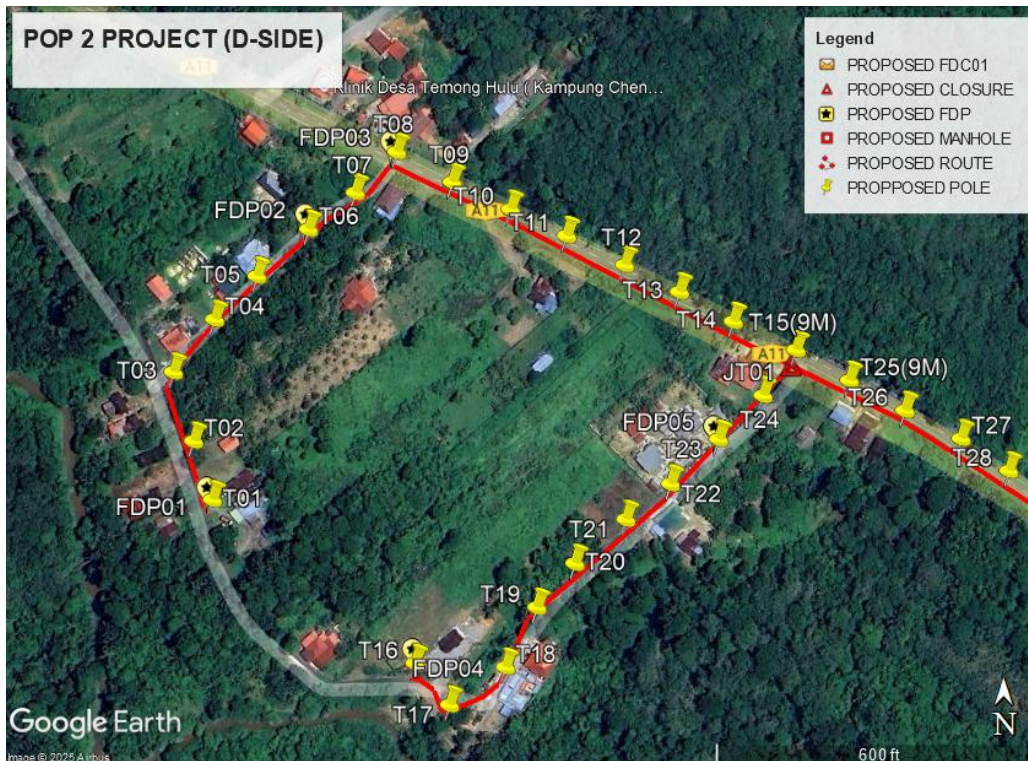 POP 2 PROJECT (D-SIDE)
A11
Klinik Desa Temong Hulu ( Kampung Chen...
Legend
PROPOSED FDC01
PROPOSED CLOSURE
PROPOSED FDP
PROPOSED MANHOLE
PROPOSED ROUTE
PROPPOSED POLE
T08
FDP03
T07
T09
T10
A11
T11
FDP02
T06
T12
T05
T13
T04
T14
T15(9M)
A11
T03
JT01
T25(9M)
T26
T24
FDP05
T02
T23
T27
T28
T22
FDP01
T01
T21
T20
T19
T16
FDP04
T18
T17
Google Earth
Image © 2025 Airbus
N
600 ft